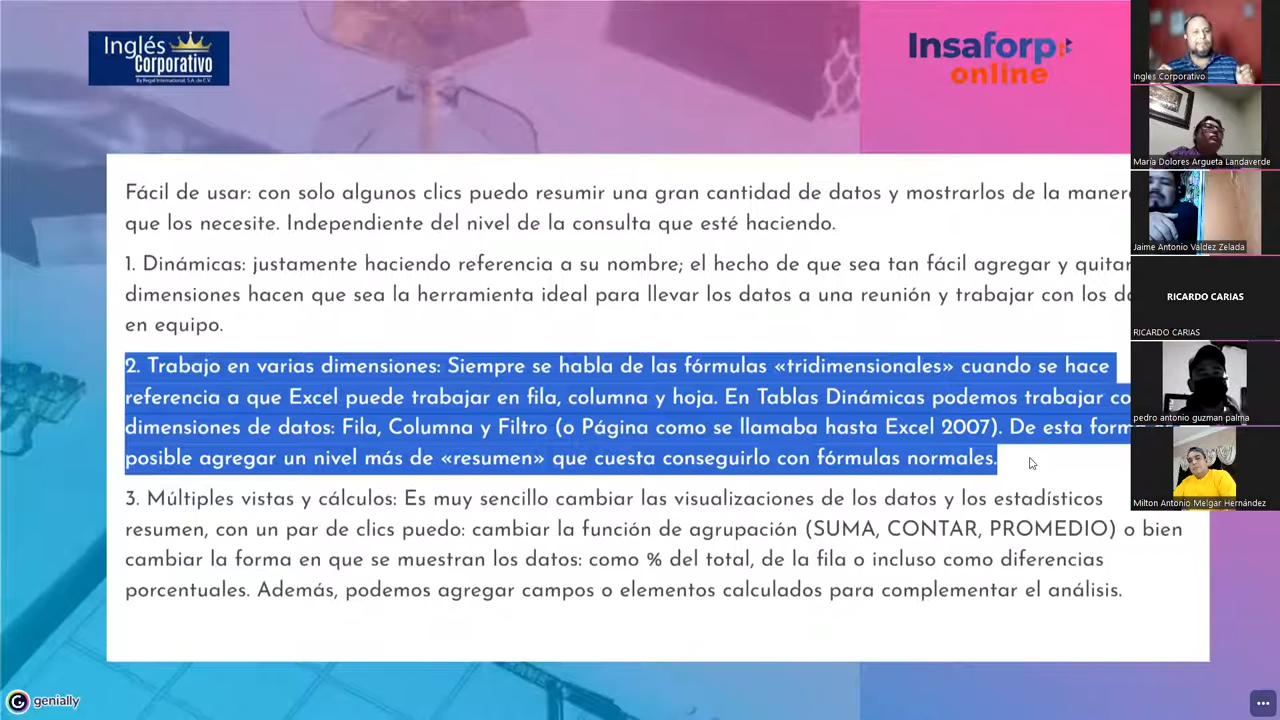 Inglés
Corporativo
By Regal International, S.A. de C.V.
Insaforp
online
Fácil de usar: con solo algunos clics puedo resumir una gran cantidad de datos y mostrarlos de la manera
que los necesite. Independiente del nivel de la consulta que esté haciendo.
1. Dinámicas: justamente haciendo referencia a su nombre; el hecho de que sea tan fácil agregar y quitar
dimensiones hacen que sea la herramienta ideal para llevar los datos a una reunión y trabajar con los
en equipo.
2. Trabajo en varias dimensiones: Siempre se habla de las fórmulas «tridimensionales» cuando se hace
referencia a que Excel puede trabajar en fila, columna y hoja. En Tablas Dinámicas podemos trabajar
dimensiones de datos: Fila, Columna y Filtro (o Página como se llamaba hasta Excel 2007). De esta
posible agregar un nivel más de «resumen» que cuesta conseguirlo con fórmulas normales.
3. Múltiples vistas y cálculos: Es muy sencillo cambiar las visualizaciones de los datos y los estadísticos
resumen, con un par de clics puedo: cambiar la función de agrupación (SUMA, CONTAR, PROMEDIO) o bien
cambiar la forma en que se muestran los datos: como % del total, de la fila o incluso como diferencias
porcentuales. Además, podemos agregar campos o elementos calculados para complementar el análisis.
genially
Ingles Corporativo
María Dolores Argueta Landaverde
Jaime Antonio Valdez Zelada
RICARDO CARIAS
RICARDO CARIAS
pedro antonio guzman palma
Milton Antonio Melgar Hernández